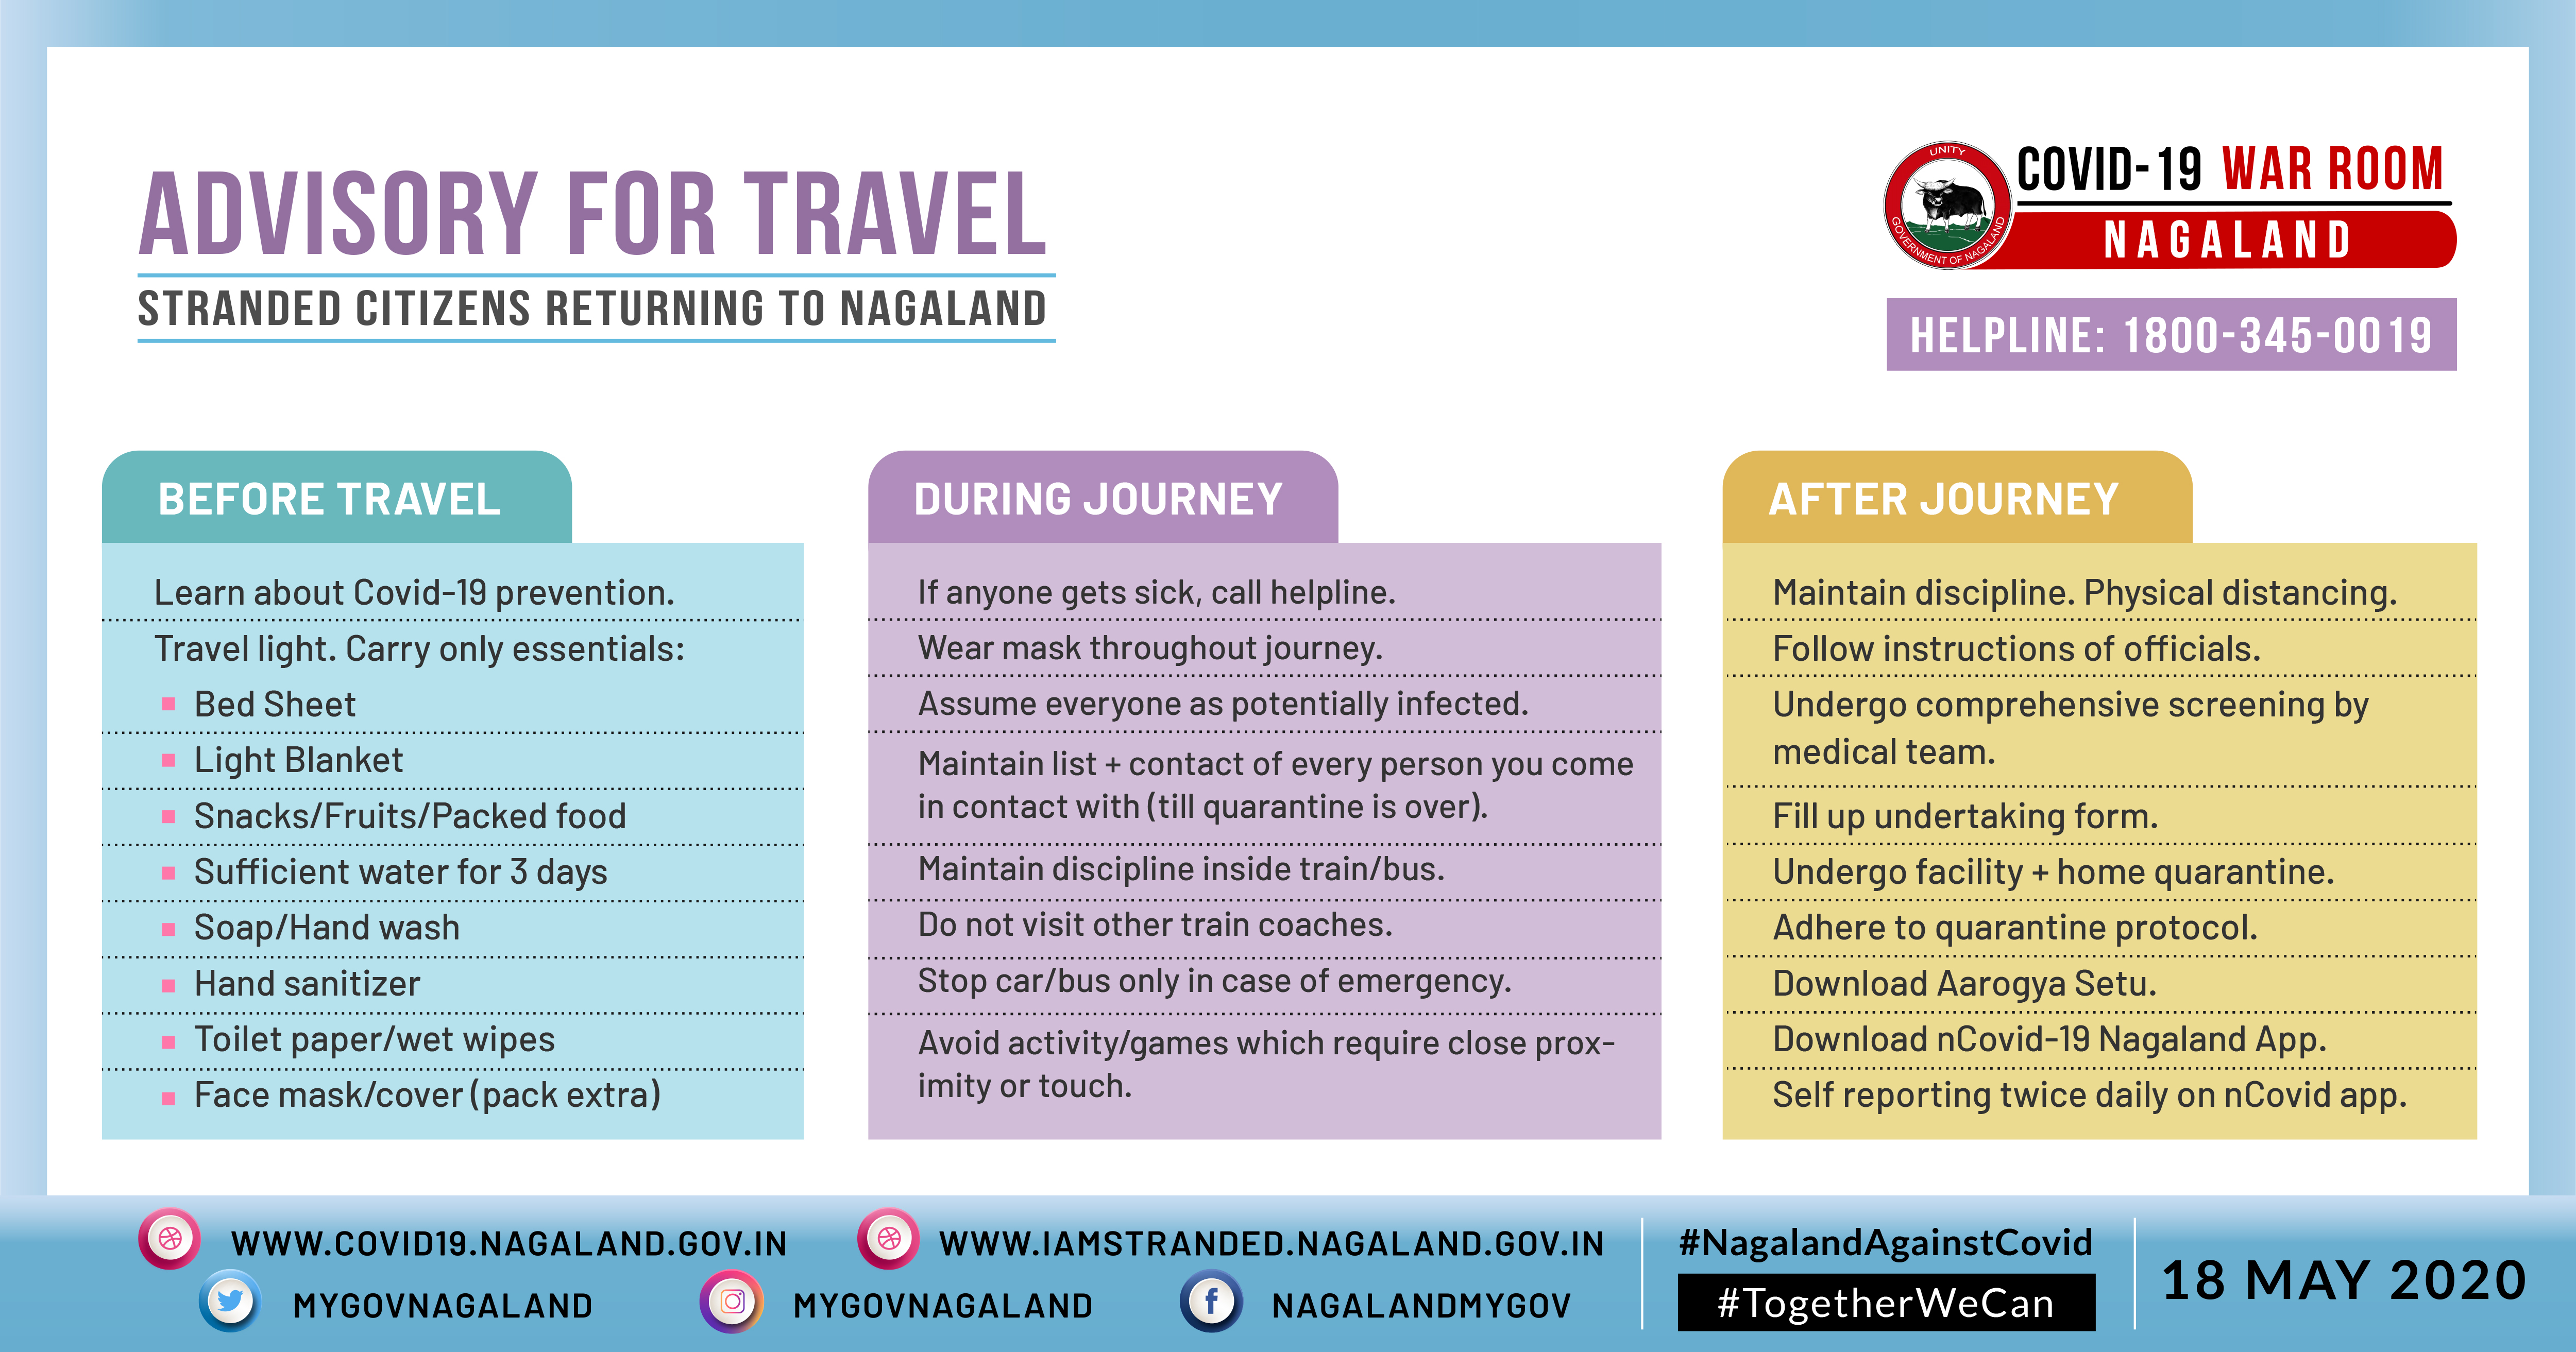 ADVISORY FOR TRAVEL
STRANDED CITIZENS RETURNING TO NAGALAND
UNITY
GOVERNMENT OF NAGALAND
COVID-19 WAR ROOM
NAGALAND
HELPLINE: 1800-345-0019
BEFORE TRAVEL
Learn about Covid-19 prevention.
Travel light. Carry only essentials:
Bed Sheet
Light Blanket
Snacks/Fruits/Packed food
Sufficient water for 3 days
Soap/Hand wash
Hand sanitizer
Toilet paper/wet wipes
Face mask/cover (pack extra)
DURING JOURNEY
If anyone gets sick, call helpline.
Wear mask throughout journey.
Assume everyone as potentially infected.
Maintain list + contact of every person you come
in contact with (till quarantine is over).
Maintain discipline inside train/bus.
Do not visit other train coaches.
Stop car/bus only in case of emergency.
Avoid activity/games which require close prox-
imity or touch.
AFTER JOURNEY
Maintain discipline. Physical distancing.
Follow instructions of officials.
Undergo comprehensive screening by
medical team.
Fill up undertaking form.
Undergo facility + home quarantine.
Adhere to quarantine protocol.
Download Aarogya Setu.
Download nCovid-19 Nagaland App.
Self reporting twice daily on nCovid app.
WWW.COVID19.NAGALAND.GOV.IN
WWW.IAMSTRANDED.NAGALAND.GOV.IN
MYGOVNAGALAND
MYGOVNAGALAND
NAGALANDMYGOV
#NagalandAgainstCovid
#TogetherWeCan
18 MAY 2020